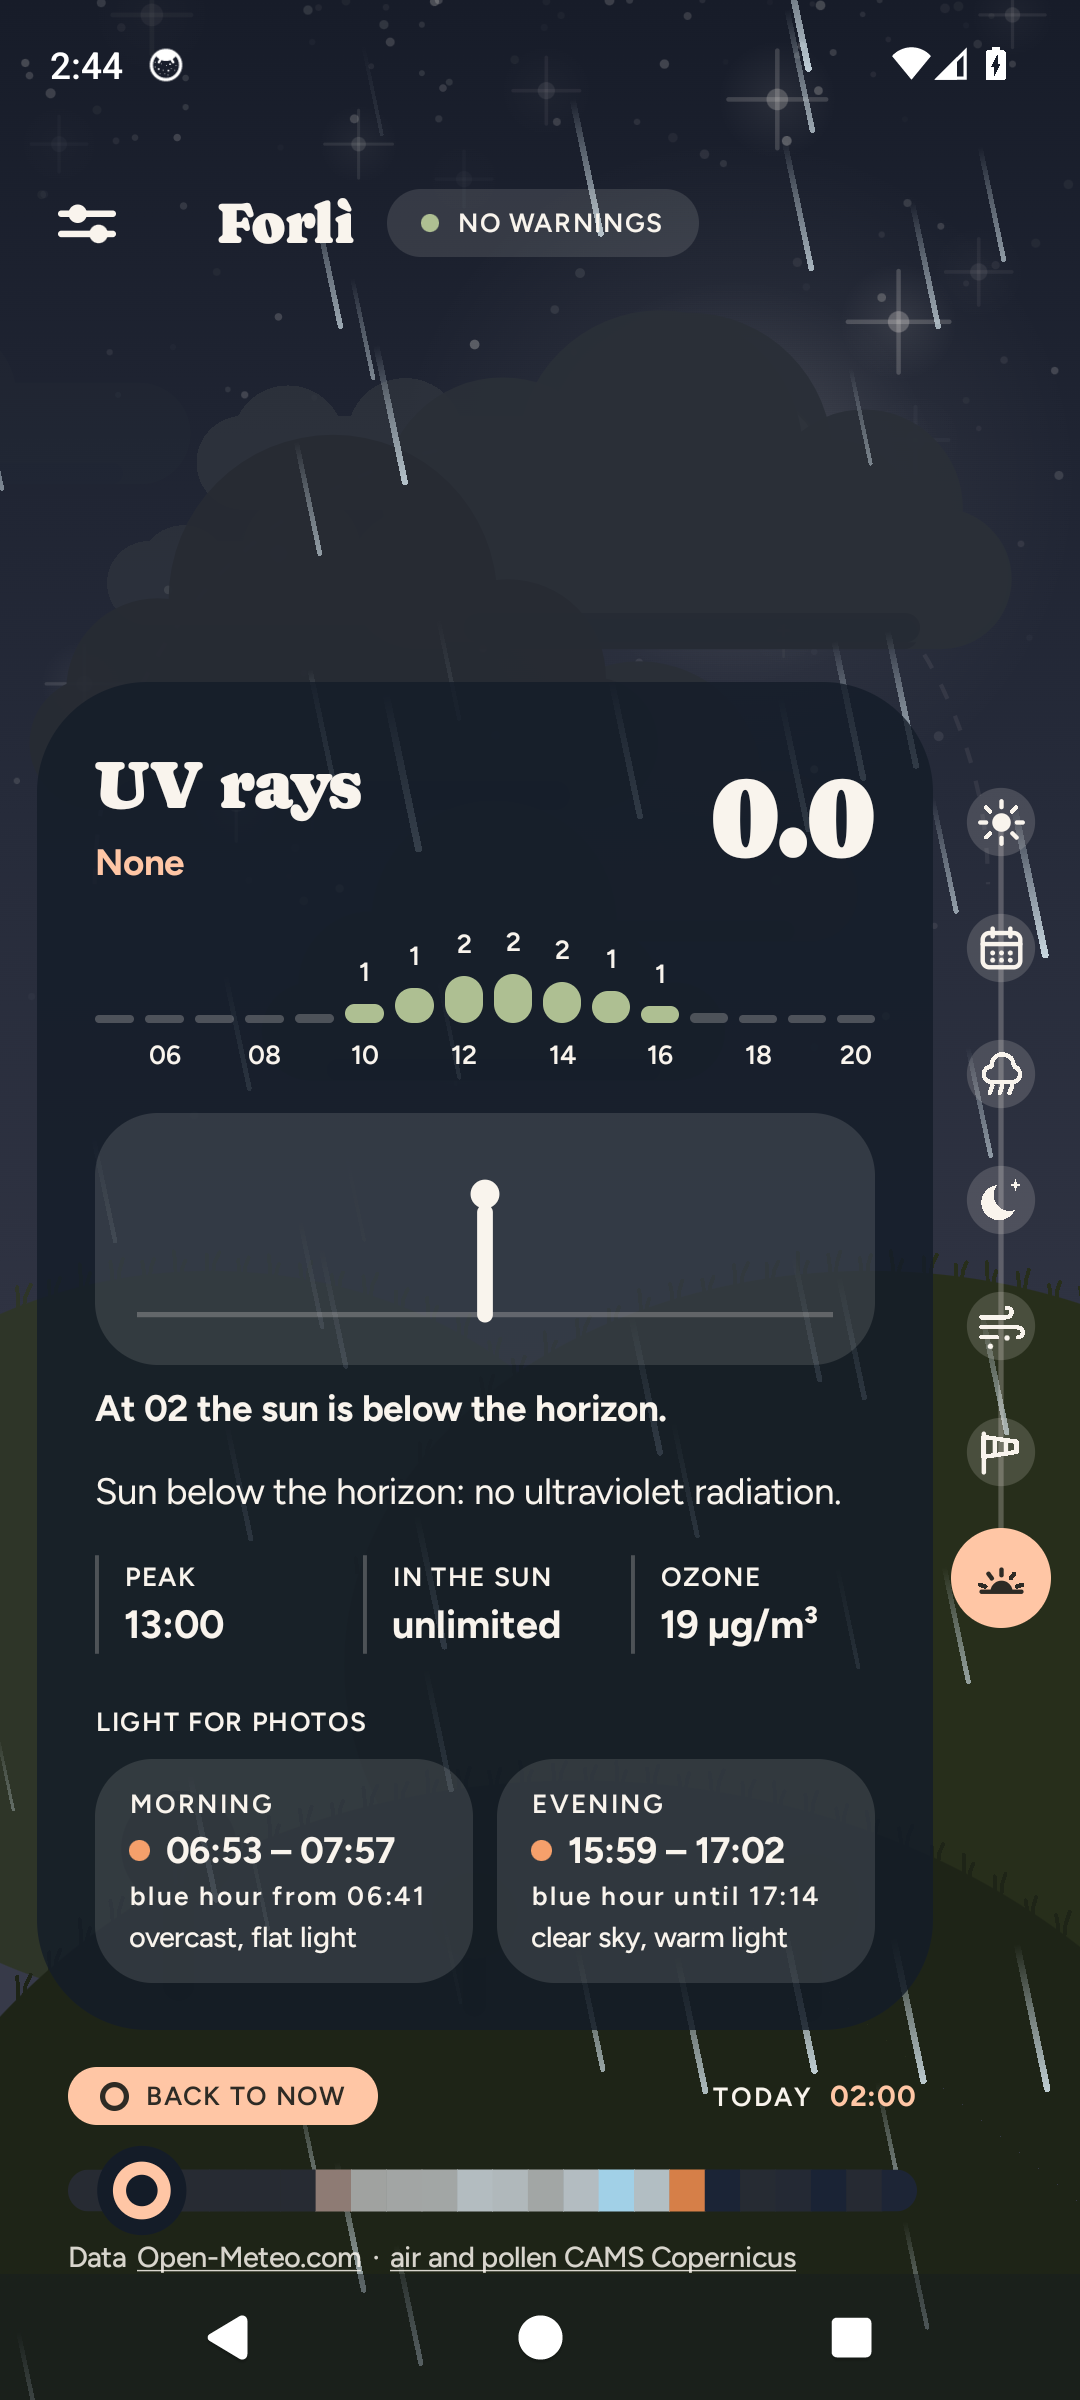 2:44
Forlì
NO WARNINGS
UV rays
0.0
None
1 1 2 2 2 1 1
06 08 10 12 14 16 18 20
At 02 the sun is below the horizon.
Sun below the horizon: no ultraviolet radiation.
PEAK IN THE SUN OZONE
13:00 unlimited 19 µg/m³
LIGHT FOR PHOTOS
MORNING
06:53 – 07:57
blue hour from 06:41
overcast, flat light
EVENING
15:59 – 17:02
blue hour until 17:14
clear sky, warm light
BACK TO NOW
TODAY 02:00
Data Open-Meteo.com · air and pollen CAMS Copernicus